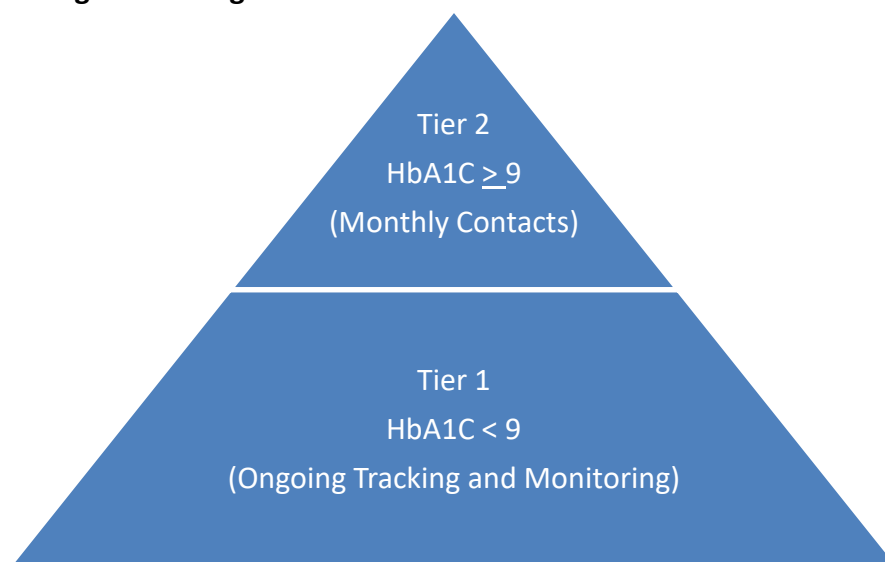 Tier 2
HbA1C > 9
(Monthly Contacts)
Tier 1
HbA1C < 9
(Ongoing Tracking and Monitoring)